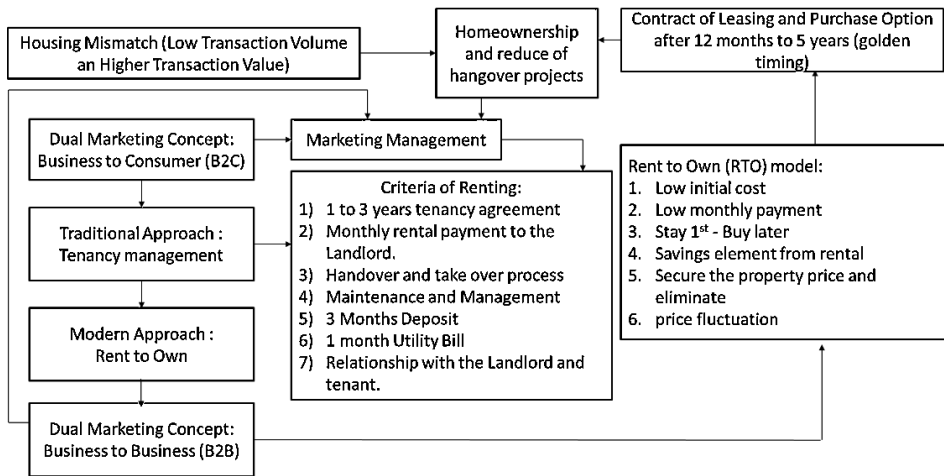 Housing Mismatch (Low Transaction Volume
an Higher Transaction Value)
Homeownership
and reduce of
hangover projects
Contract of Leasing and Purchase Option
after 12 months to 5 years (golden
timing)
Dual Marketing Concept:
Business to Consumer (B2C)
Marketing Management
Traditional Approach :
Tenancy management
Modern Approach :
Rent to Own
Dual Marketing Concept:
Business to Business (B2B)
Criteria of Renting:
1) 1 to 3 years tenancy agreement
2) Monthly rental payment to the
Landlord.
3) Handover and take over process
4) Maintenance and Management
5) 3 Months Deposit
6) 1 month Utility Bill
7) Relationship with the Landlord and
tenant.
Rent to Own (RTO) model:
1. Low initial cost
2. Low monthly payment
3. Stay 1st - Buy later
4. Savings element from rental
5. Secure the property price and
eliminate
6. price fluctuation